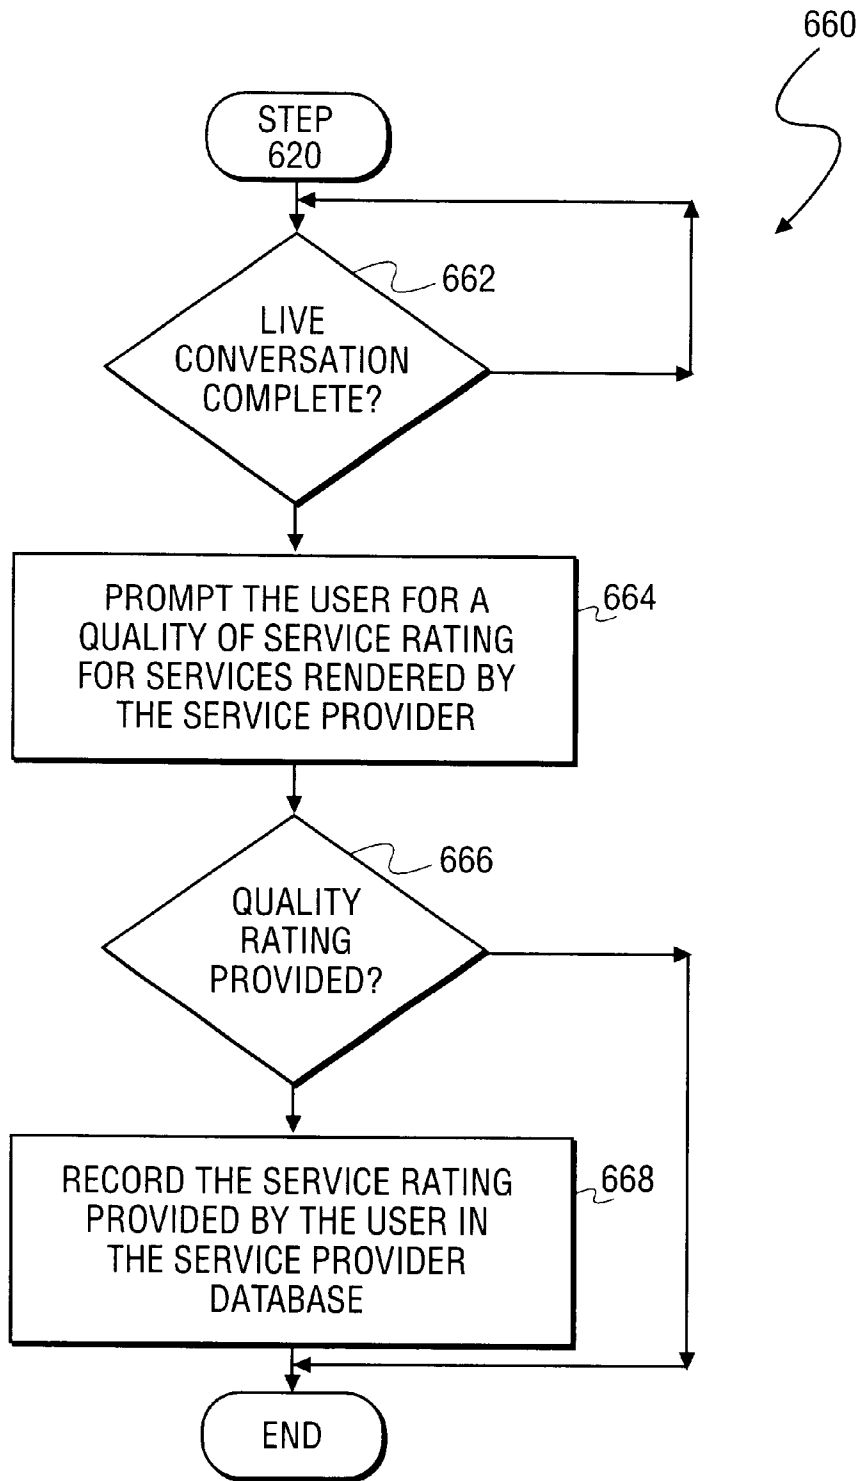 660
STEP
620
662
LIVE
CONVERSATION
COMPLETE?
PROMPT THE USER FOR A
QUALITY OF SERVICE RATING
FOR SERVICES RENDERED BY
THE SERVICE PROVIDER
664
666
QUALITY
RATING
PROVIDED?
RECORD THE SERVICE RATING
PROVIDED BY THE USER IN
THE SERVICE PROVIDER
DATABASE
668
END